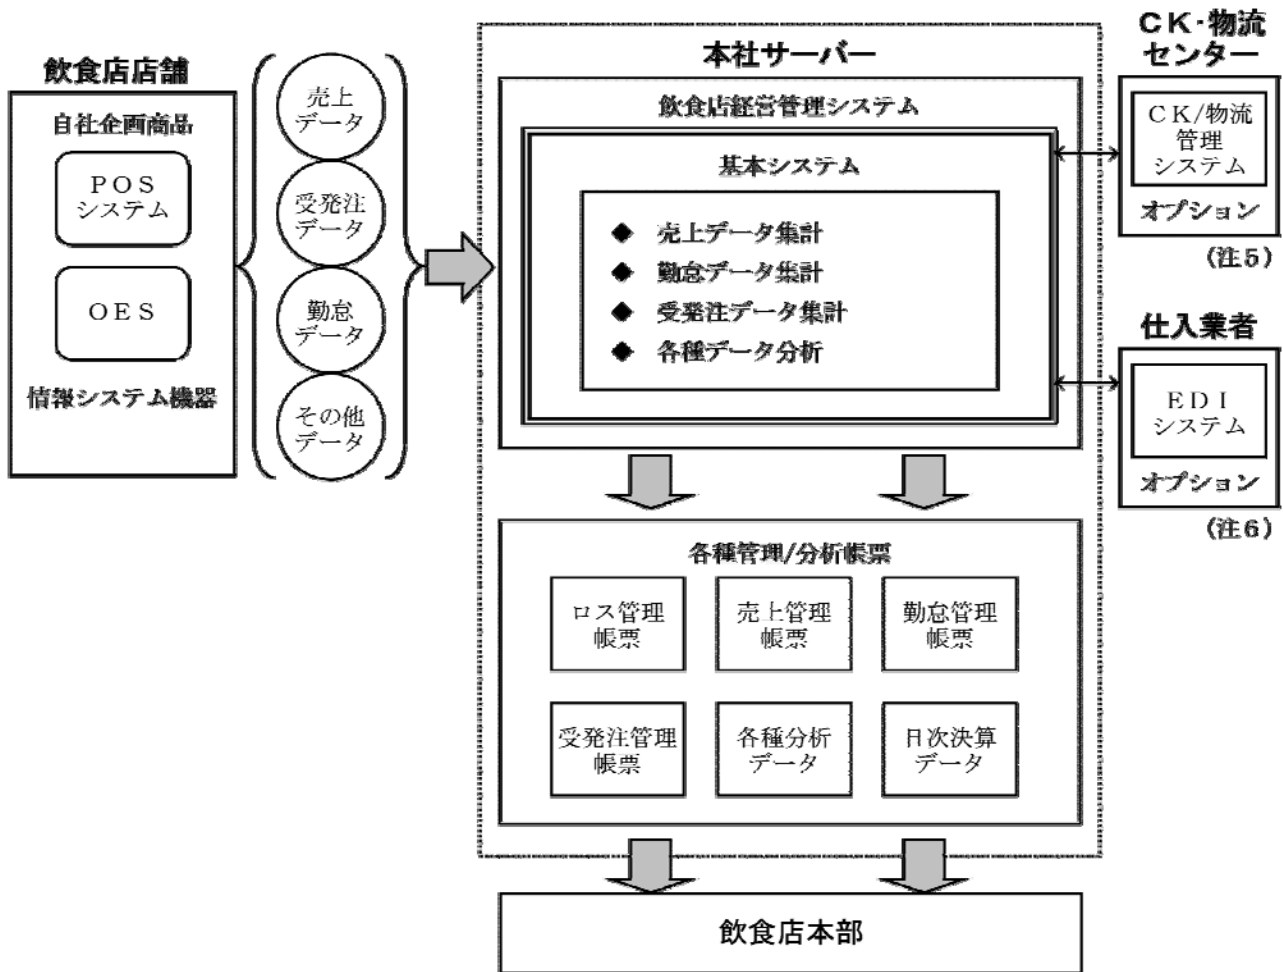 飲食店店舗
自社企画商品
ＰＯＳ
システム
ＯＥＳ
情報システム機器
売上
データ
受発注
データ
勤怠
データ
その他
データ
本社サーバー
飲食店経営管理システム
基本システム
◆ 売上データ集計
◆ 勤怠データ集計
◆ 受発注データ集計
◆ 各種データ分析
ＣＫ・物流
センター
ＣＫ/物流
管理
システム
オプション
(注5)
仕入業者
ＥＤＩ
システム
オプション
(注6)
各種管理/分析帳票
ロス管理
帳票
売上管理
帳票
勤怠管理
帳票
受発注管理
帳票
各種分析
データ
日次決算
データ
飲食店本部